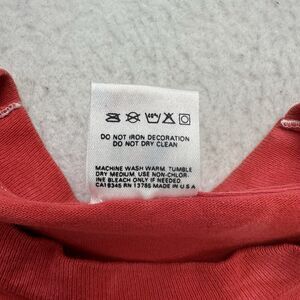 DO NOT IRON DECORATION
DO NOT DRY CLEAN
MACHINE WASH WARM. TUMBLE
DRY MEDIUM. USE NON-CHLOR-
INE BLEACH ONLY IF NEEDED.
CA19345 RN 13765 MADE IN U S A